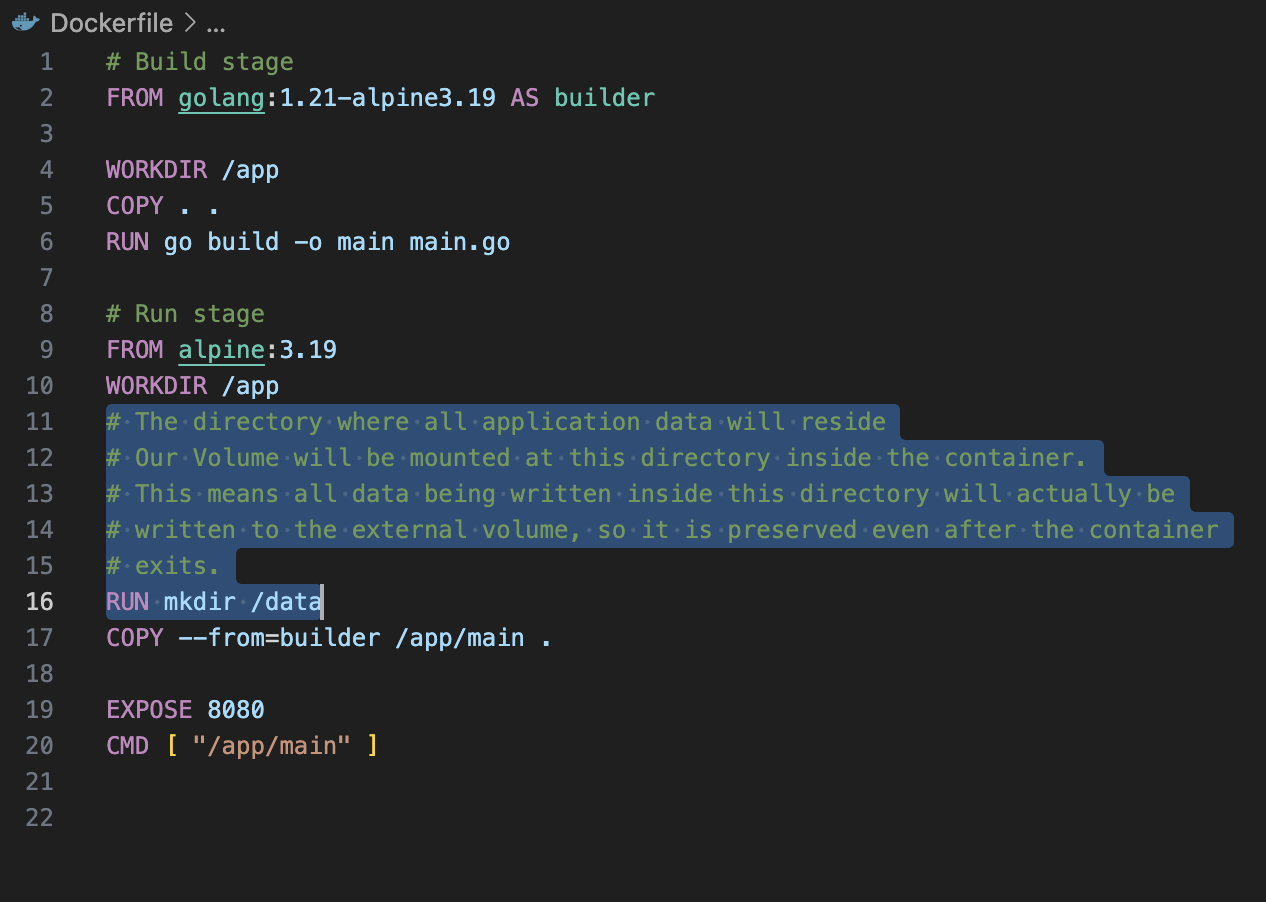 Dockerfile > ...
1 # Build stage
2 FROM golang:1.21-alpine3.19 AS builder
3
4 WORKDIR /app
5 COPY . .
6 RUN go build -o main main.go
7
8 # Run stage
9 FROM alpine:3.19
10 WORKDIR /app
11 # The directory where all application data will reside
12 # Our Volume will be mounted at this directory inside the container.
13 # This means all data being written inside this directory will actually be
14 # written to the external volume, so it is preserved even after the container
15 # exits.
16 RUN mkdir /data
17 COPY --from=builder /app/main .
18
19 EXPOSE 8080
20 CMD [ "/app/main" ]
21
22